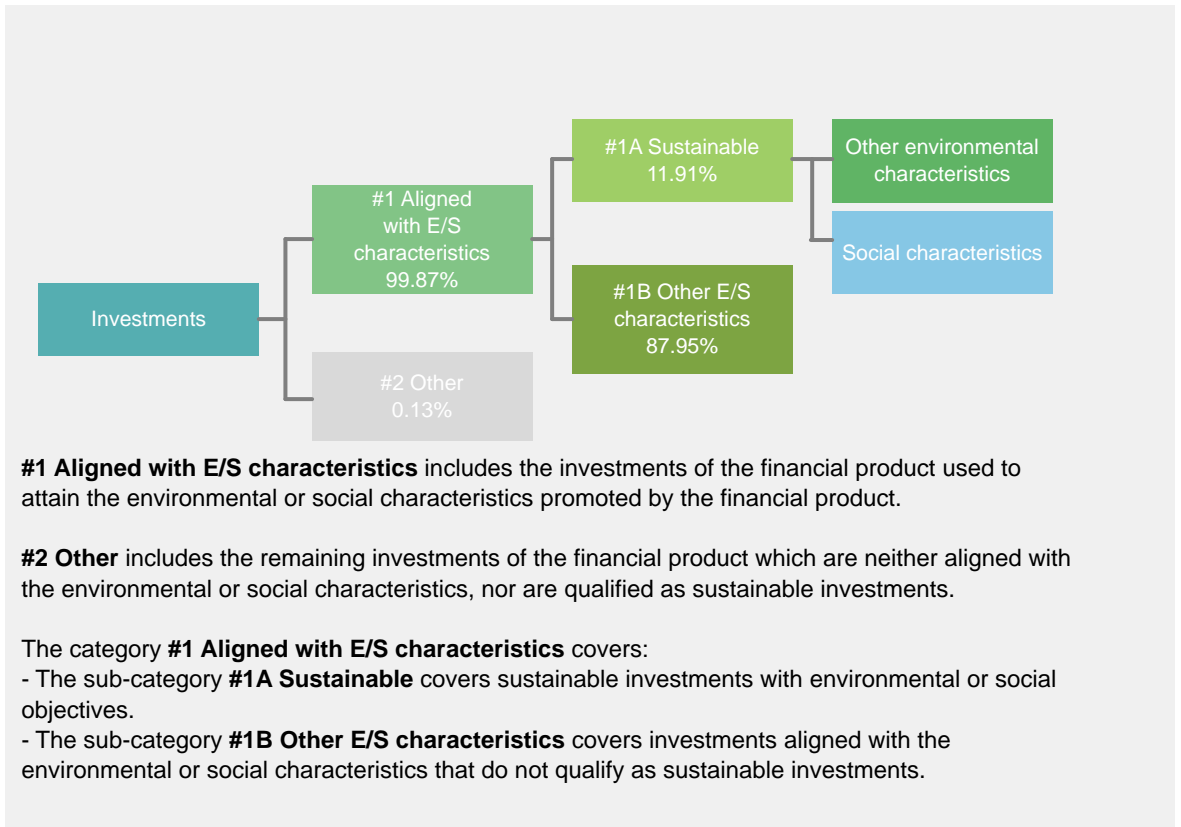 Investments
#1 Aligned
with E/S
characteristics
99.87%
#2 Other
0.13%
#1A Sustainable
11.91%
#1B Other E/S
characteristics
87.95%
Other environmental
characteristics
Social characteristics
#1 Aligned with E/S characteristics includes the investments of the financial product used to
attain the environmental or social characteristics promoted by the financial product.
#2 Other includes the remaining investments of the financial product which are neither aligned with
the environmental or social characteristics, nor are qualified as sustainable investments.
The category #1 Aligned with E/S characteristics covers:
- The sub-category #1A Sustainable covers sustainable investments with environmental or social
objectives.
- The sub-category #1B Other E/S characteristics covers investments aligned with the
environmental or social characteristics that do not qualify as sustainable investments.